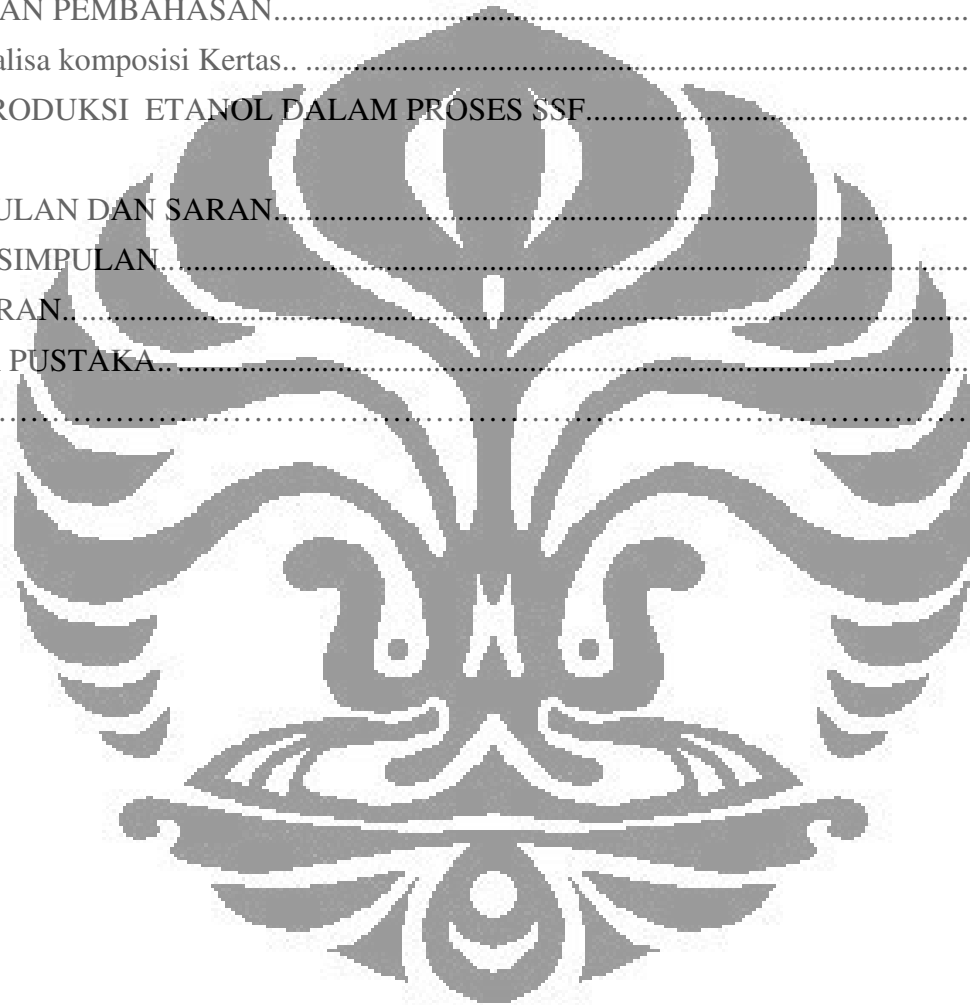 AN PEMBAHASAN..........................................................................................
alisa komposisi Kertas.. ....................................................................................
RODUKSI ETANOL DALAM PROSES SSF................................................
ULAN DAN SARAN..........................................................................................
SIMPULAN.........................................................................................................
RAN.....................................................................................................................
PUSTAKA.. .......................................................................................................
..............................................................................................................................